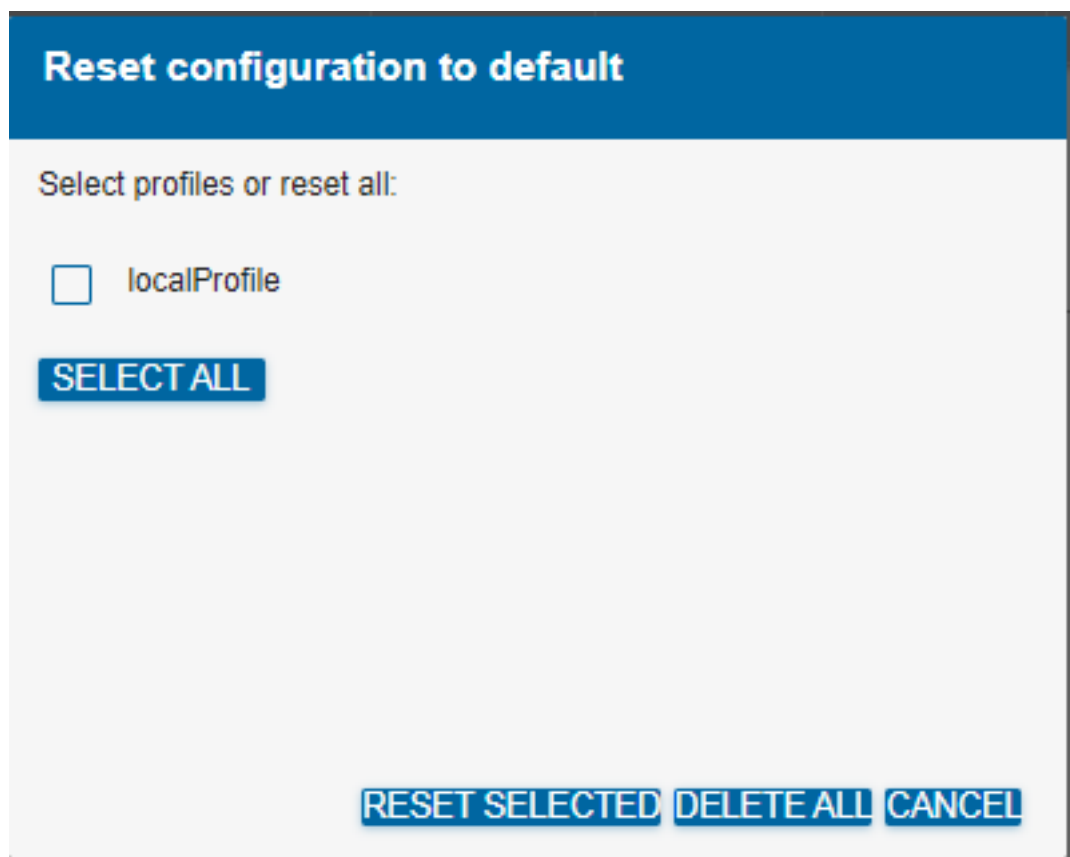 Reset configuration to default
Select profiles or reset all:
localProfile
SELECT ALL
RESET SELECTED DELETE ALL CANCEL